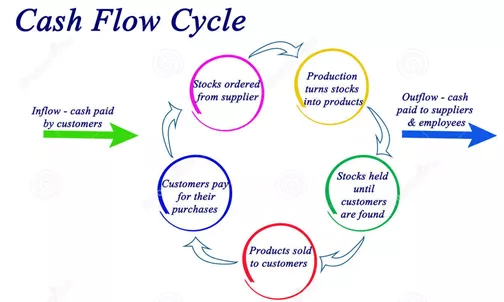 Cash Flow Cycle
Stocks ordered
from supplier
Production
turns stocks
into products
Inflow - cash paid
by customers
Outflow - cash
paid to suppliers
& employees
Customers pay
for their
purchases
Stocks held
until
customers
are found
Products sold
to customers